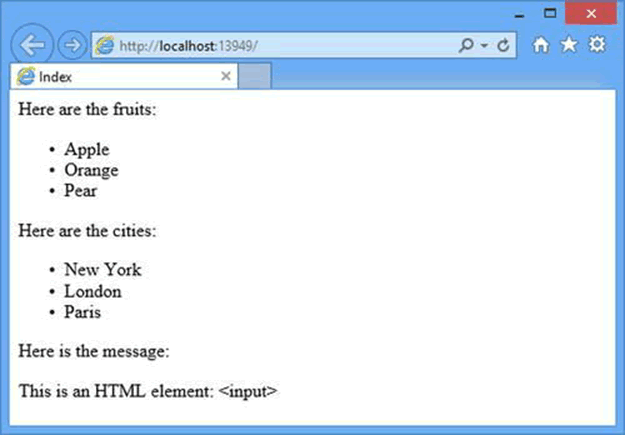 http://localhost:13949/
Index
Here are the fruits:
• Apple
• Orange
• Pear
Here are the cities:
• New York
• London
• Paris
Here is the message:
This is an HTML element: <input>